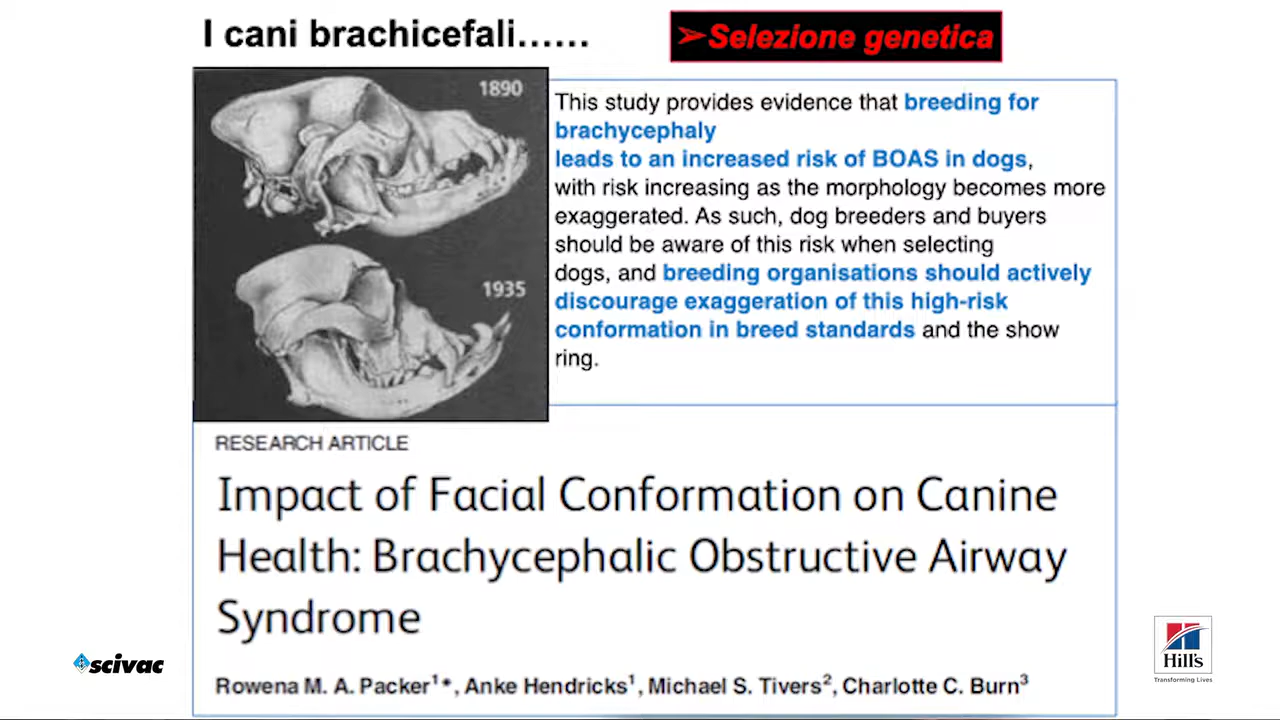 I cani brachicefali......
➢Selezione genetica
1890
1935
This study provides evidence that breeding for
brachycephaly
leads to an increased risk of BOAS in dogs,
with risk increasing as the morphology becomes more
exaggerated. As such, dog breeders and buyers
should be aware of this risk when selecting
dogs, and breeding organisations should actively
discourage exaggeration of this high-risk
conformation in breed standards and the show
ring.
RESEARCH ARTICLE
Impact of Facial Conformation on Canine
Health: Brachycephalic Obstructive Airway
Syndrome
Rowena M. A. Packer¹*, Anke Hendricks¹, Michael S. Tivers², Charlotte C. Burn³
scivac
Hill's
Transforming Lives